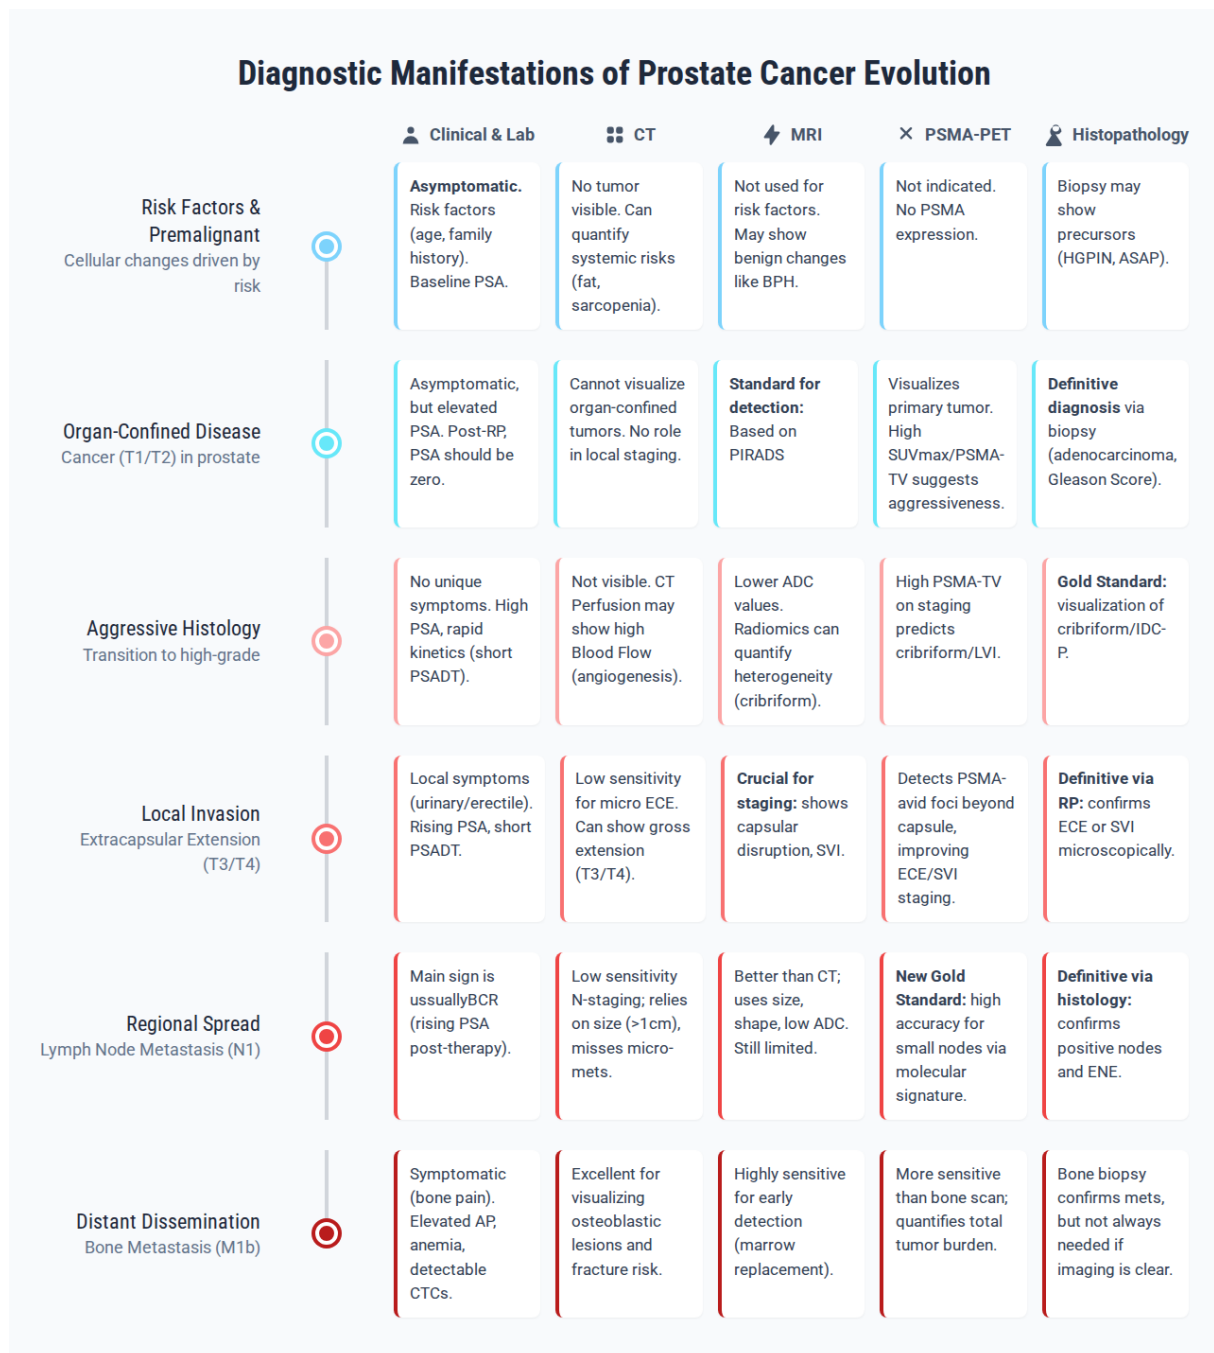 Diagnostic Manifestations of Prostate Cancer Evolution
Clinical & Lab
CT
MRI
PSMA-PET
Histopathology
Risk Factors &
Premalignant
Cellular changes driven by
risk
Asymptomatic.
Risk factors
(age, family
history).
Baseline PSA.
No tumor
visible. Can
quantify
systemic risks
(fat,
sarcopenia).
Not used for
risk factors.
May show
benign changes
like BPH.
Not indicated.
No PSMA
expression.
Biopsy may
show
precursors
(HGPIN, ASAP).
Organ-Confined Disease
Cancer (T1/T2) in prostate
Asymptomatic,
but elevated
PSA. Post-RP,
PSA should be
zero.
Cannot visualize
organ-confined
tumors. No role
in local staging.
Standard for
detection:
Based on
PIRADS
Visualizes
primary tumor.
High
SUVmax/PSMA-
TV suggests
aggressiveness.
Definitive
diagnosis via
biopsy
(adenocarcinoma,
Gleason Score).
Aggressive Histology
Transition to high-grade
No unique
symptoms. High
PSA, rapid
kinetics (short
PSADT).
Not visible. CT
Perfusion may
show high
Blood Flow
(angiogenesis).
Lower ADC
values.
Radiomics can
quantify
heterogeneity
(cribriform).
High PSMA-TV
on staging
predicts
cribriform/LVI.
Gold Standard:
visualization of
cribriform/IDC-
P.
Local Invasion
Extracapsular Extension
(T3/T4)
Local symptoms
(urinary/erectile).
Rising PSA, short
PSADT.
Low sensitivity
for micro ECE.
Can show gross
extension
(T3/T4).
Crucial for
staging: shows
capsular
disruption, SVI.
Detects PSMA-
avid foci beyond
capsule,
improving
ECE/SVI
staging.
Definitive via
RP: confirms
ECE or SVI
microscopically.
Regional Spread
Lymph Node Metastasis (N1)
Main sign is
ussuallyBCR
(rising PSA
post-therapy).
Low sensitivity
N-staging; relies
on size (>1cm),
misses micro-
mets.
Better than CT;
uses size,
shape, low ADC.
Still limited.
New Gold
Standard: high
accuracy for
small nodes via
molecular
signature.
Definitive via
histology:
confirms
positive nodes
and ENE.
Distant Dissemination
Bone Metastasis (M1b)
Symptomatic
(bone pain).
Elevated AP,
anemia,
detectable
CTCs.
Excellent for
visualizing
osteoblastic
lesions and
fracture risk.
Highly sensitive
for early
detection
(marrow
replacement).
More sensitive
than bone scan;
quantifies total
tumor burden.
Bone biopsy
confirms mets,
but not always
needed if
imaging is clear.